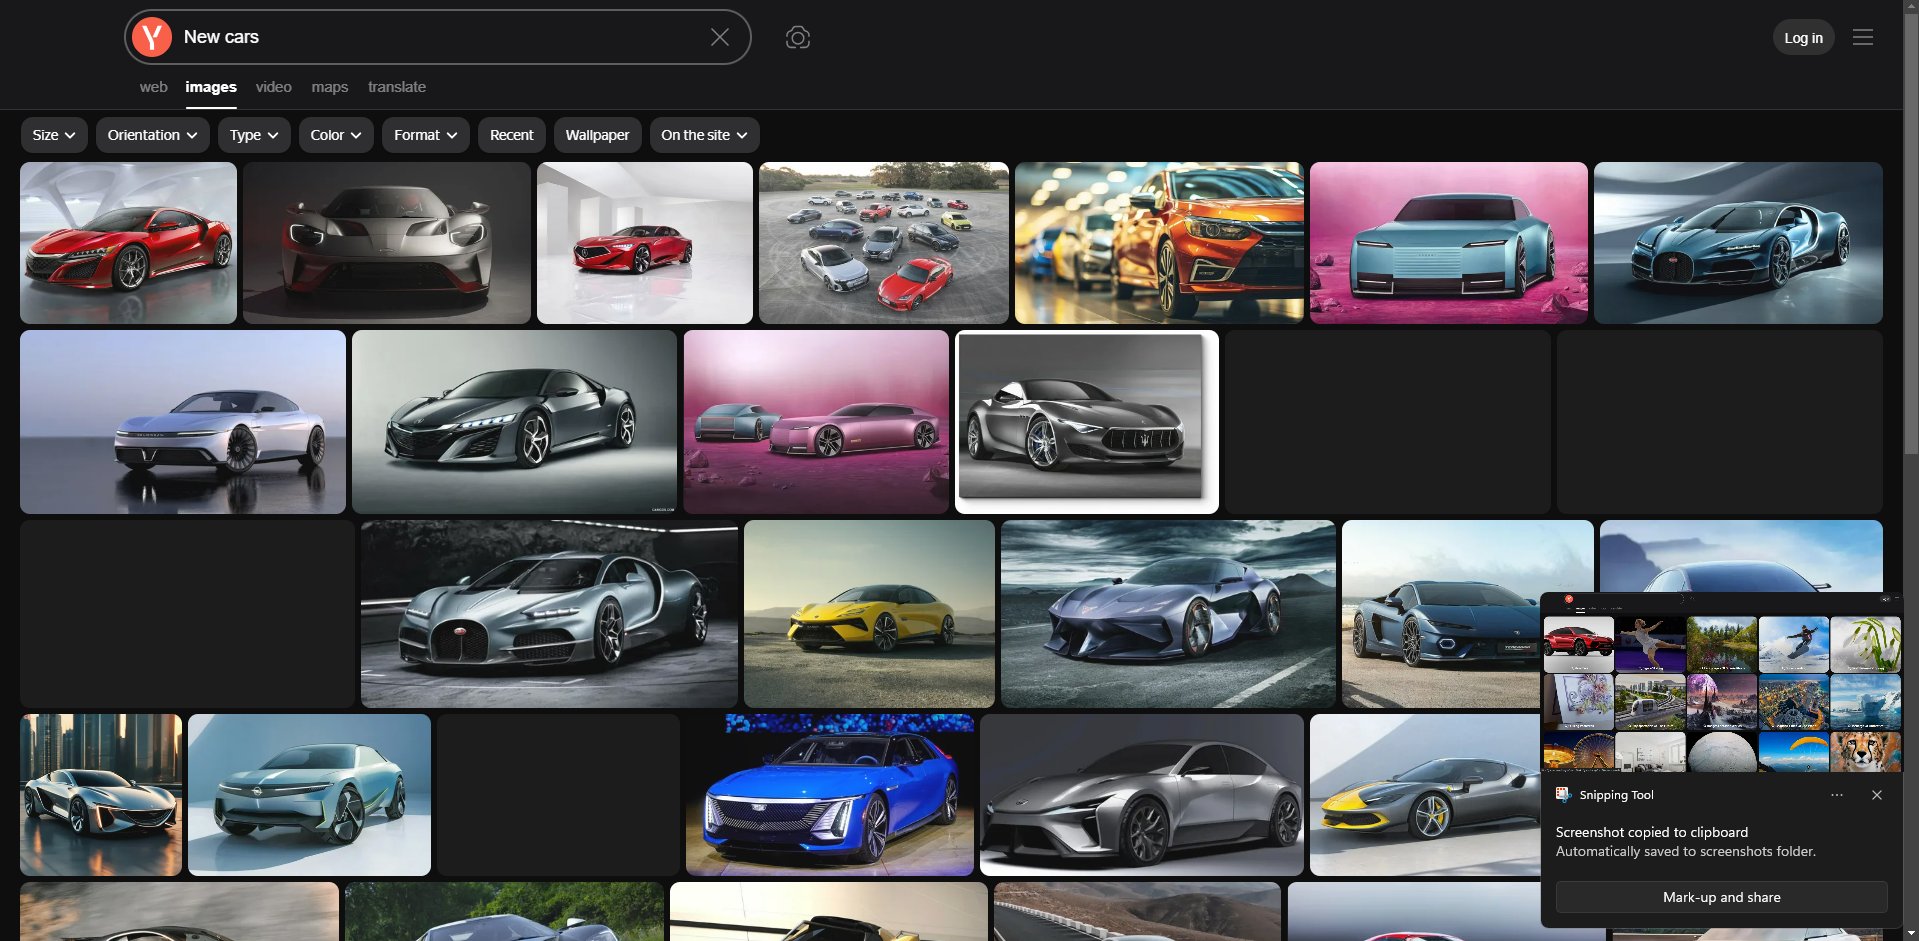 Y New cars
Log in
web images video maps translate
Size Orientation Type Color Format Recent Wallpaper On the site
Snipping Tool
Screenshot copied to clipboard
Automatically saved to screenshots folder.
Mark-up and share